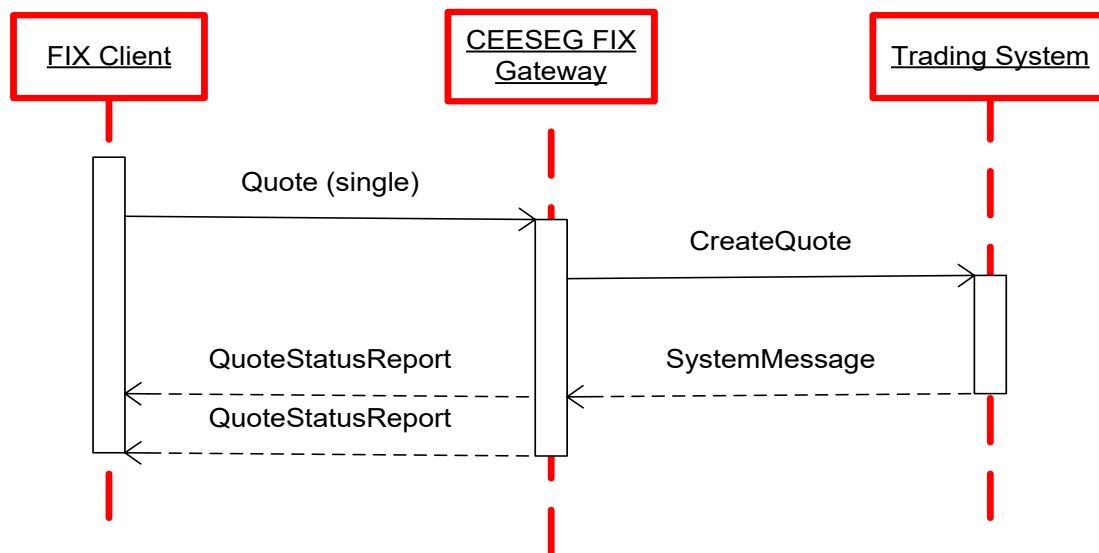 FIX Client
CEESEG FIX
Gateway
Trading System
Quote (single)
CreateQuote
QuoteStatusReport
SystemMessage
QuoteStatusReport